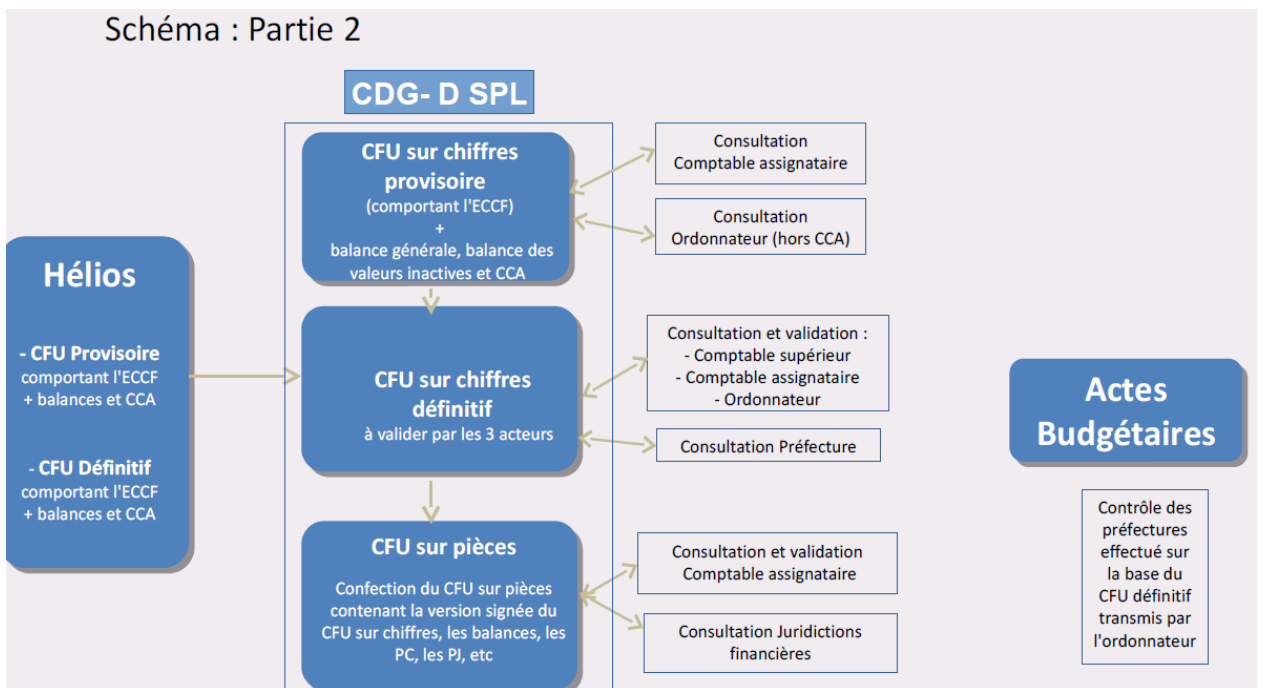 Schéma : Partie 2
CDG- D SPL
CFU sur chiffres
provisoire
(comportant l'ECCF)
+
balance générale, balance des
valeurs inactives et CCA
Consultation
Comptable assignataire
Consultation
Ordonnateur (hors CCA)
Hélios
- CFU Provisoire
comportant l'ECCF
+ balances et CCA
- CFU Définitif
comportant l'ECCF
+ balances et CCA
CFU sur chiffres
définitif
à valider par les 3 acteurs
Consultation et validation :
- Comptable supérieur
- Comptable assignataire
- Ordonnateur
Consultation Préfecture
CFU sur pièces
Confection du CFU sur pièces
contenant la version signée du
CFU sur chiffres, les balances, les
PC, les PJ, etc
Consultation et validation
Comptable assignataire
Consultation Juridictions
financières
Actes
Budgétaires
Contrôle des
préfectures
effectué sur
la base du
CFU définitif
transmis par
l'ordonnateur